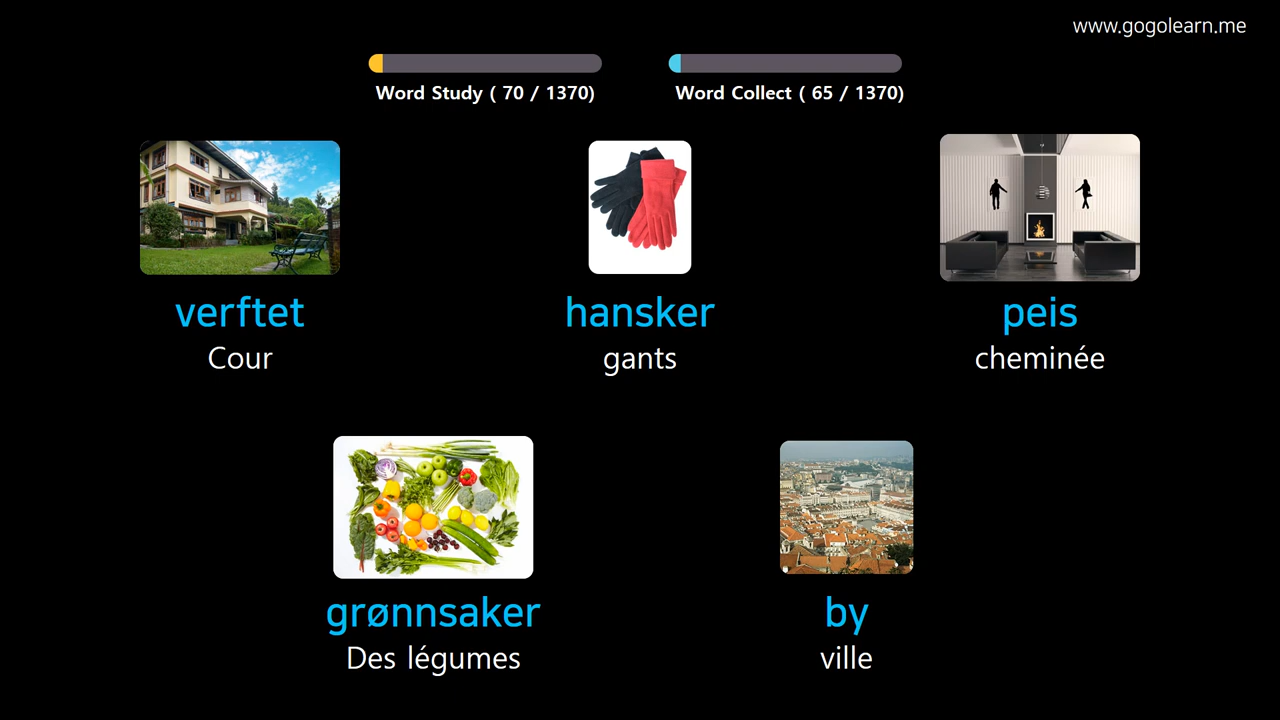 www.gogolearn.me
Word Study ( 70 / 1370)
Word Collect ( 65 / 1370)
verftet
Cour
hansker
gants
peis
cheminée
grønnsaker
Des légumes
by
ville